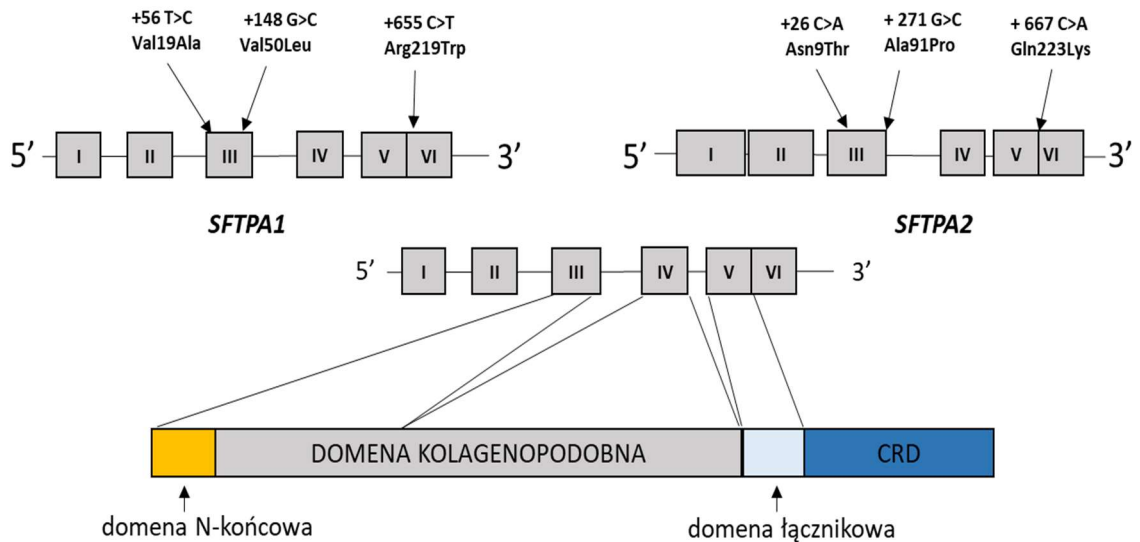 +56 T>C
Val19Ala
+148 G>C
Val50Leu
+655 C>T
Arg219Trp
+26 C>A
Asn9Thr
+ 271 G>C
Ala91Pro
+ 667 C>A
Gln223Lys
5’ I II III IV V VI 3’
5’ I II III IV V VI 3’
SFTPA1
SFTPA2
5’ I II III IV V VI 3’
DOMENA KOLAGENOPODOBNA
CRD
domena N-końcowa
domena łącznikowa